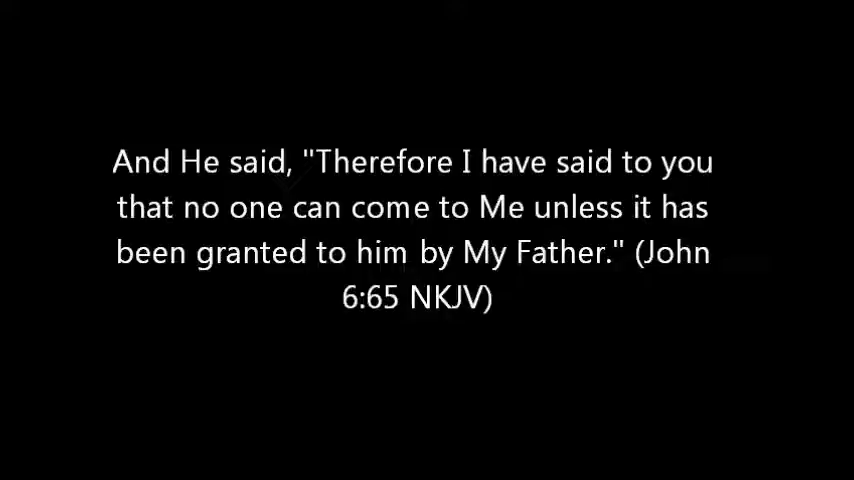 And He said, "Therefore I have said to you
that no one can come to Me unless it has
been granted to him by My Father." (John
6:65 NKJV)